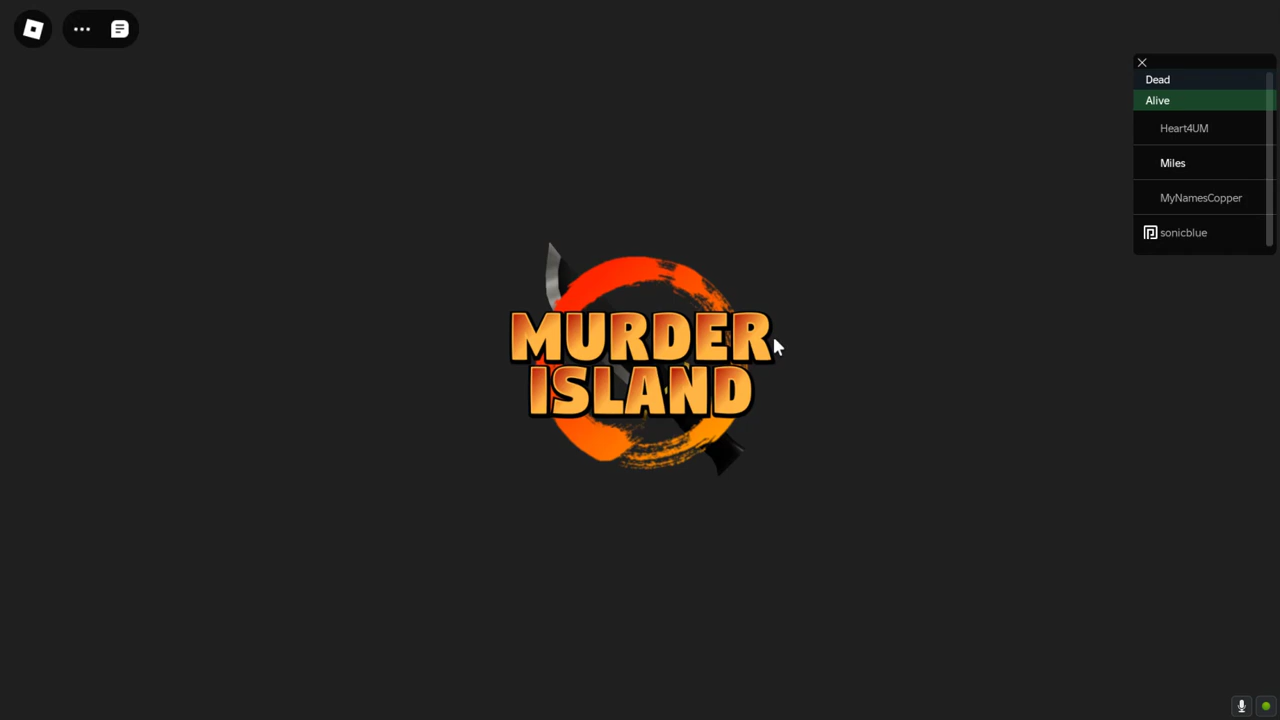 Dead
Alive
Heart4UM
Miles
MyNamesCopper
sonicblue
MURDER
ISLAND